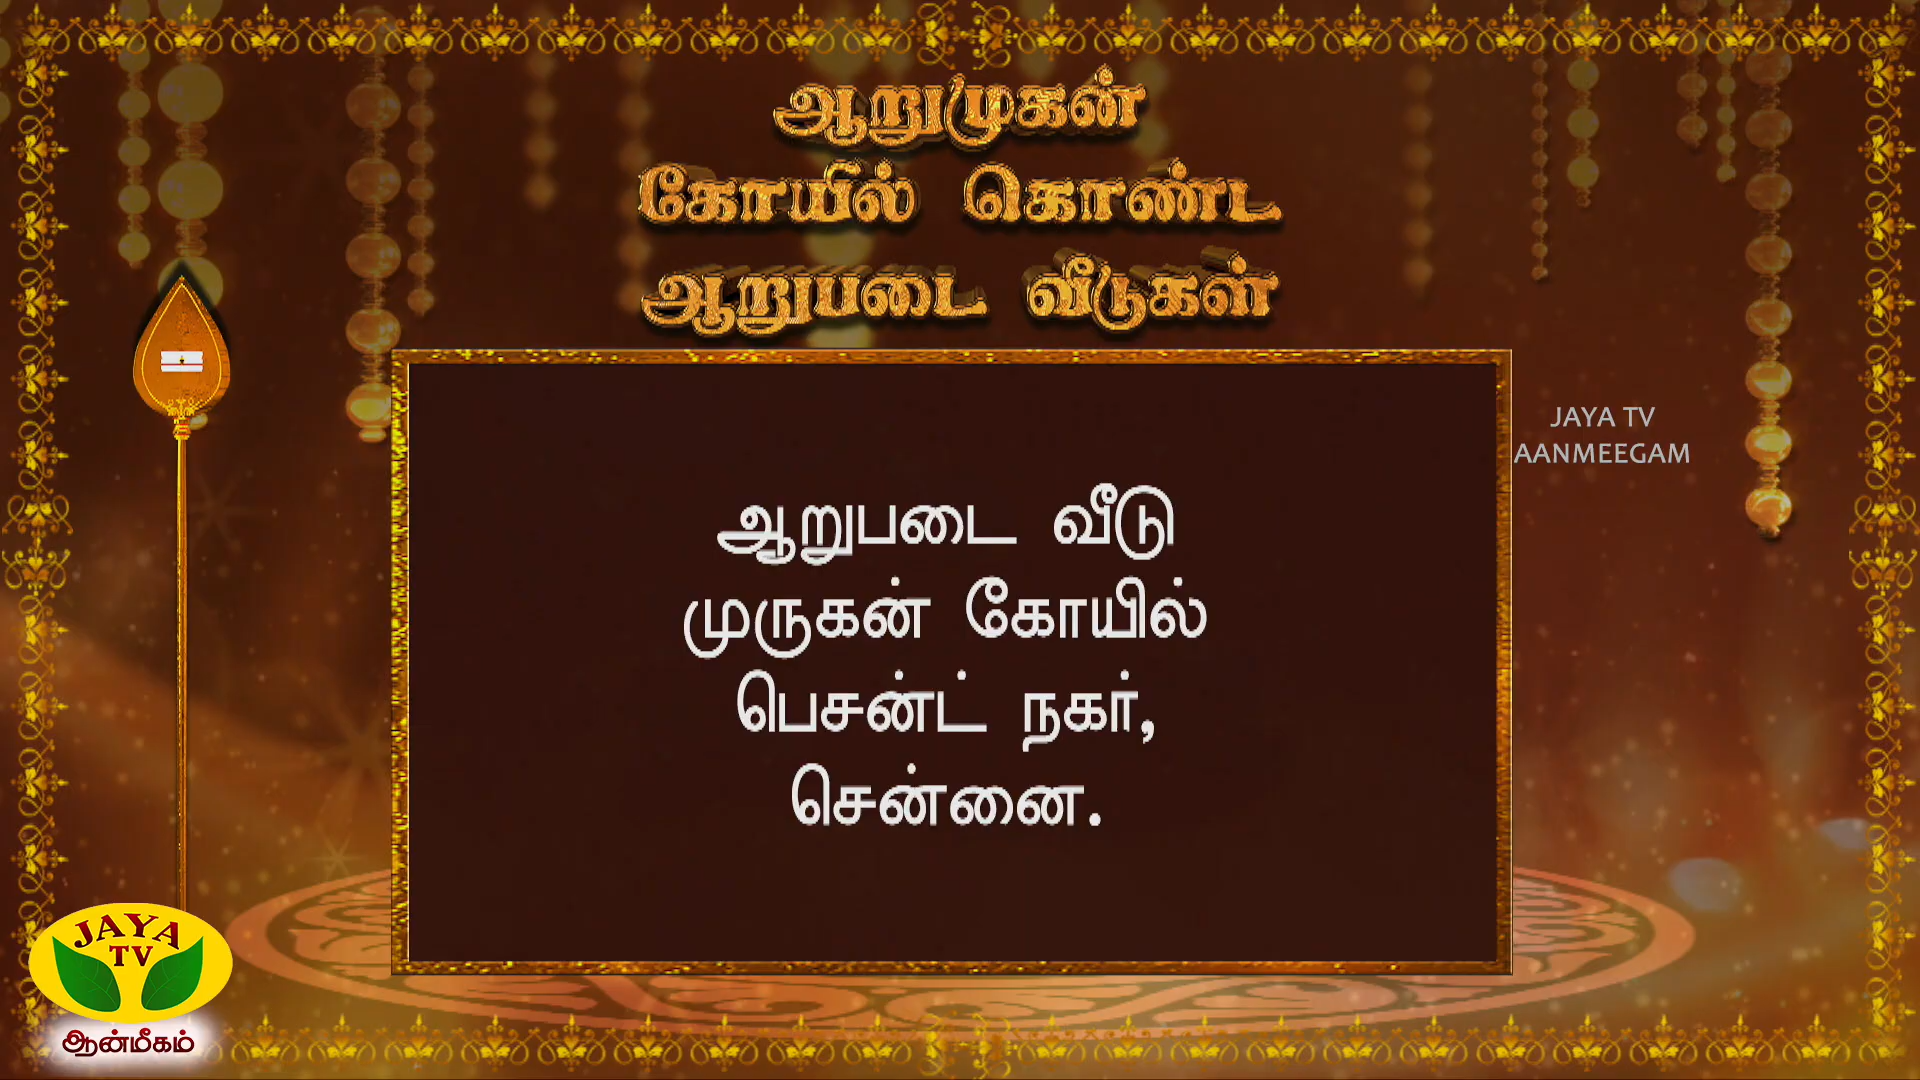 ஆறுமுகன்
கோயில் கொண்ட
ஆறுபடை வீடுகள்
ஆறுபடை வீடு
முருகன் கோயில்
பெசன்ட் நகர்,
சென்னை.
JAYA TV
AANMEEGAM
JAYA
TV
ஆன்மீகம்